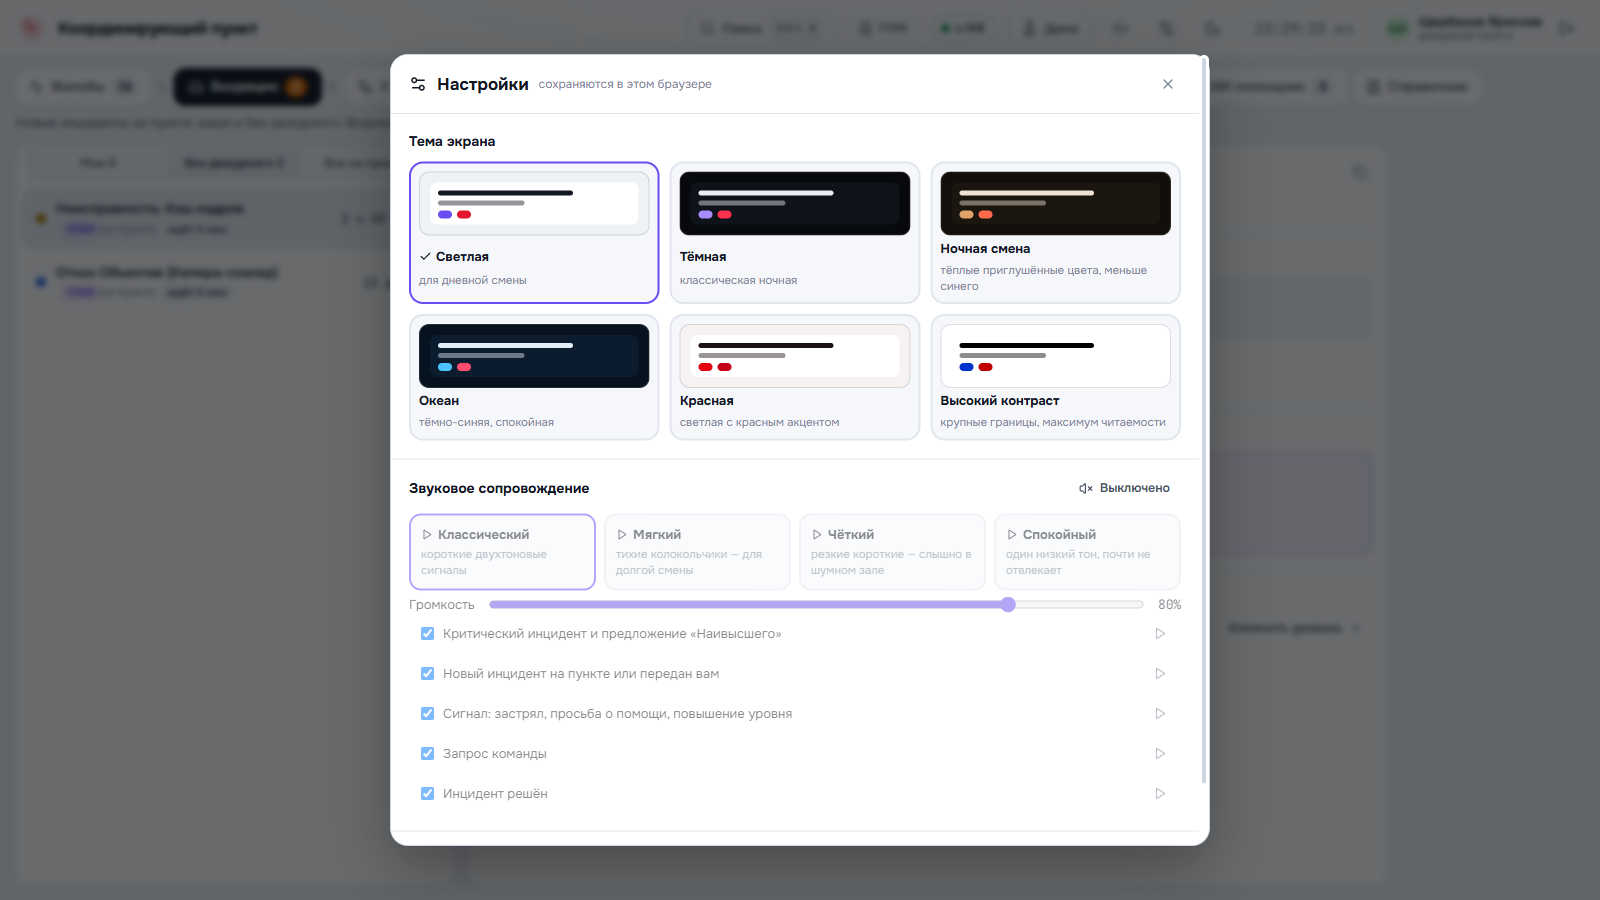 Координирующий пункт
Поиск
Настройки сохраняются в этом браузере
Тема экрана
Светлая
для дневной смены
Тёмная
классическая ночная
Ночная смена
тёплые приглушённые цвета, меньше
синего
Океан
тёмно-синяя, спокойная
Красная
светлая с красным акцентом
Высокий контраст
крупные границы, максимум читаемости
Звуковое сопровождение
Выключено
Классический
короткие двухтоновые
сигналы
Мягкий
тихие колокольчики — для
долгой смены
Чёткий
резкие короткие — слышно в
шумном зале
Спокойный
один низкий тон, почти не
отвлекает
Громкость
80%
Критический инцидент и предложение «Наивысшего»
Новый инцидент на пункте или передан вам
Сигнал: застрял, просьба о помощи, повышение уровня
Запрос команды
Инцидент решён
Справочник